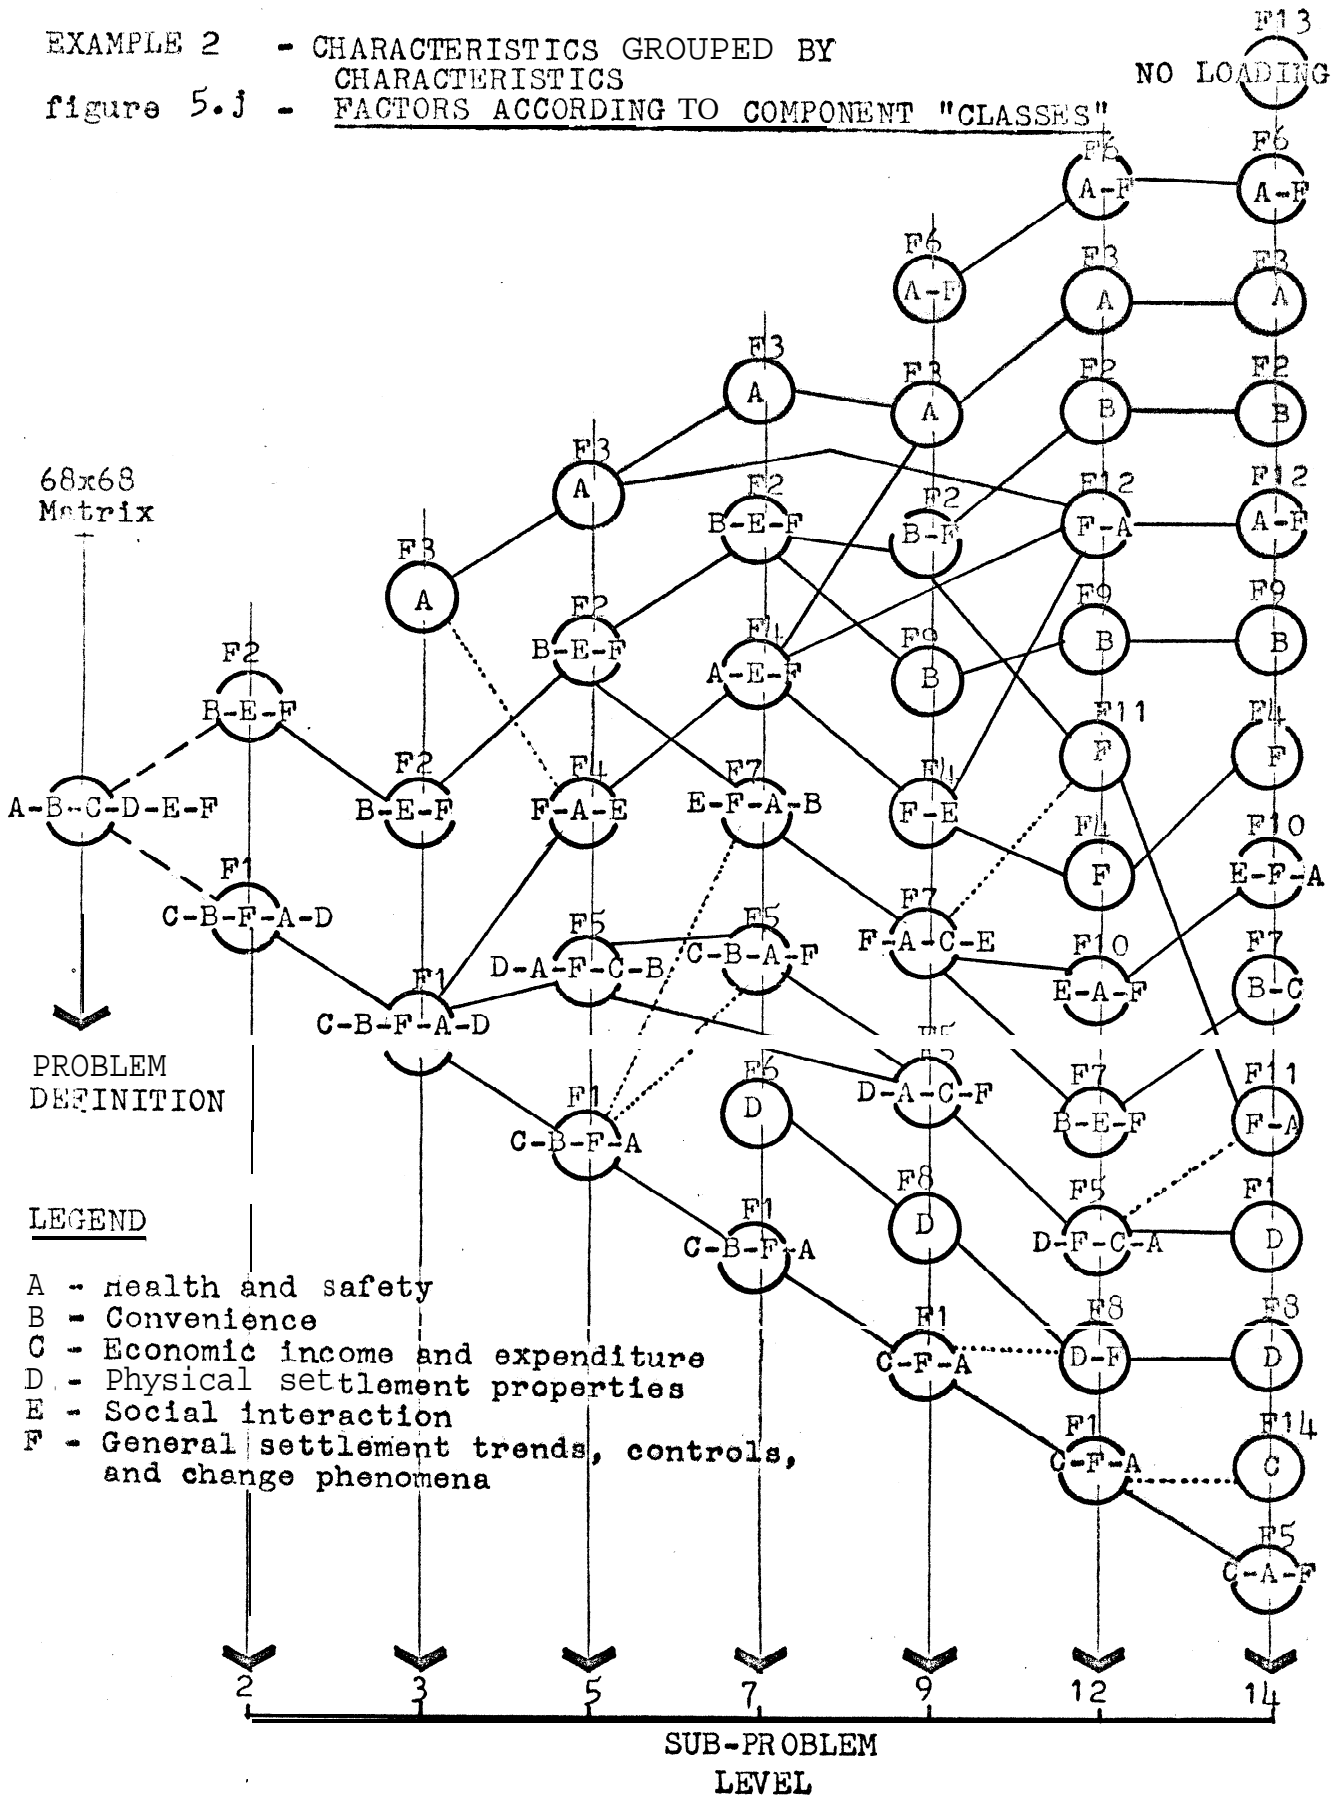 EXAMPLE 2 - CHARACTERISTICS GROUPED BY
CHARACTERISTICS
figure 5.j - FACTORS ACCORDING TO COMPONENT "CLASSES"
F13
NO LOADING
68x68
Matrix
A-B-C-D-E-F
PROBLEM
DEFINITION
F2
B-E-F
F1
C-B-F-A-D
F3
A
F2
B-E-F
F1
C-B-F-A-D
F3
A
F2
B-E-F
F4
F-A-E
F5
D-A-F-C-B
F1
C-B-F-A
F3
A
F2
B-E-F
F4
A-E-F
F7
E-F-A-B
F5
C-B-A-F
F6
D
F1
C-B-F-A
F6
A-F
F3
A
F2
B-F
F9
B
F4
F-E
F7
F-A-C-E
F5
D-A-C-F
F8
D
F1
C-F-A
F6
A-F
F3
A
F2
B
F12
F-A
F9
B
F11
F
F4
F
F10
E-A-F
F7
B-E-F
F5
D-F-C-A
F8
D-F
F1
C-F-A
F6
A-F
F3
A
F2
B
F12
A-F
F9
B
F4
F
F10
E-F-A
F7
B-C
F11
F-A
F1
D
F8
D
F14
C
F5
C-A-F
LEGEND
A - Health and safety
B - Convenience
C - Economic income and expenditure
D - Physical settlement properties
E - Social interaction
F - General settlement trends, controls,
and change phenomena
2 3 5 7 9 12 14
SUB-PROBLEM
LEVEL